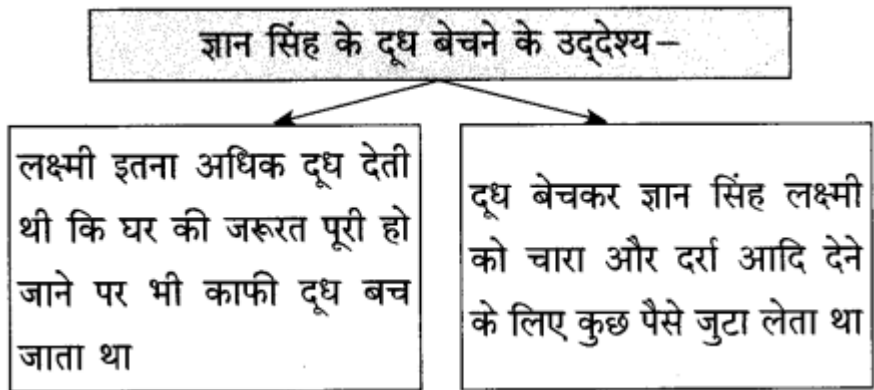 ज्ञान सिंह के दूध बेचने के उद्देश्य–
लक्ष्मी इतना अधिक दूध देती
थी कि घर की जरूरत पूरी हो
जाने पर भी काफी दूध बच
जाता था
दूध बेचकर ज्ञान सिंह लक्ष्मी
को चारा और दर्रा आदि देने
के लिए कुछ पैसे जुटा लेता था